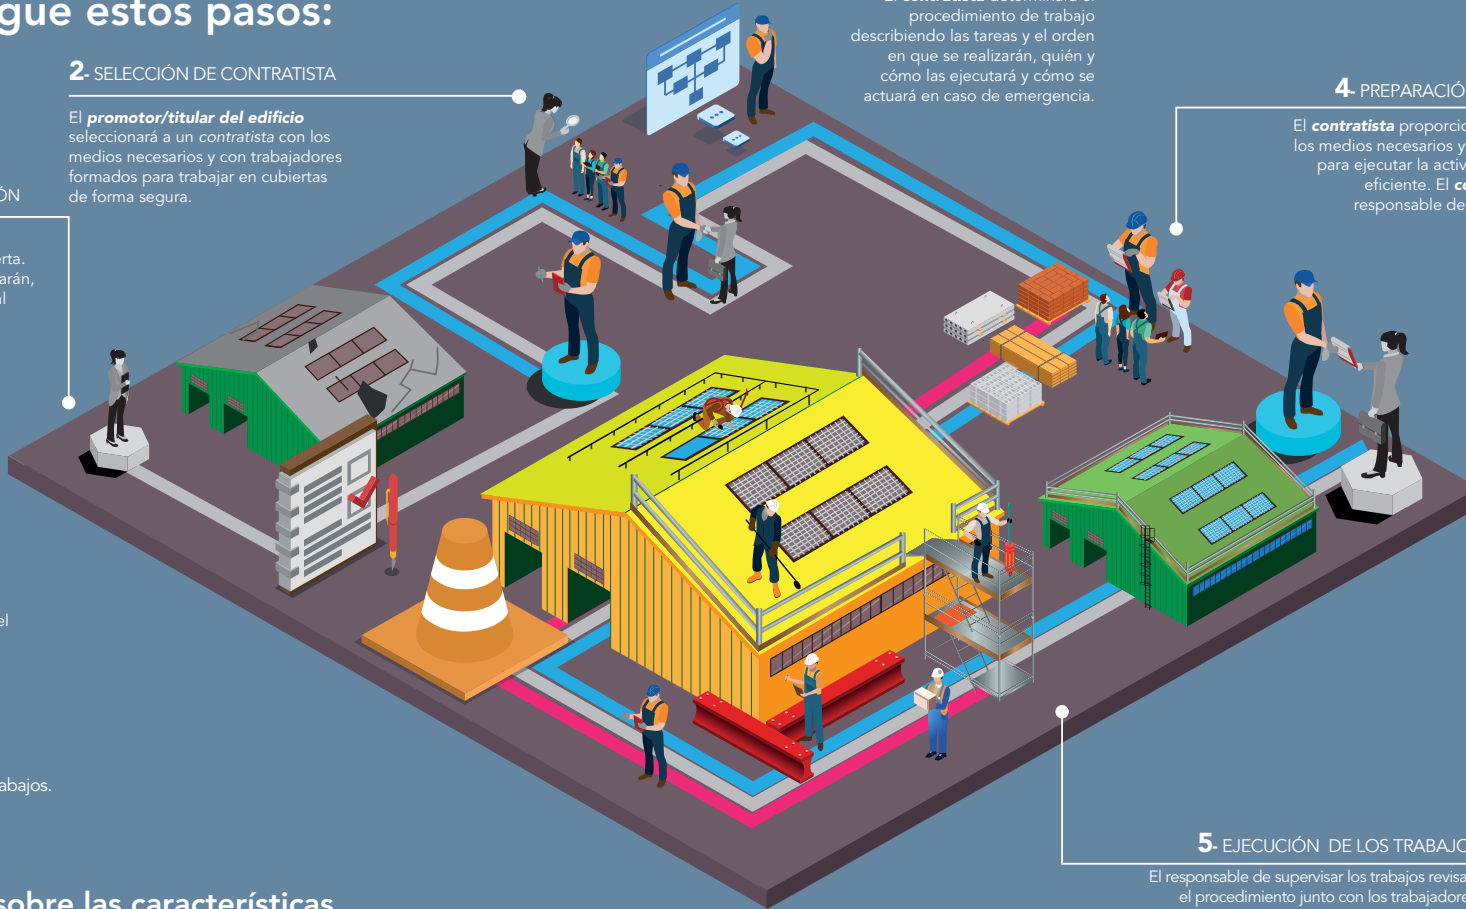 gue estos pasos:
2- SELECCIÓN DE CONTRATISTA
El promotor/titular del edificio
seleccionará a un contratista con los
medios necesarios y con trabajadores
formados para trabajar en cubiertas
de forma segura.
procedimiento de trabajo
describiendo las tareas y el orden
en que se realizarán, quién y
cómo las ejecutará y cómo se
actuará en caso de emergencia.
4- PREPARACIÓ
El contratista proporcio
los medios necesarios y
para ejecutar la activ
eficiente. El co
responsable de
ÓN
erta.
arán,
al
el
abajos.
5- EJECUCIÓN DE LOS TRABAJO
El responsable de supervisar los trabajos revisa
el procedimiento junto con los trabajadore
sobre las características